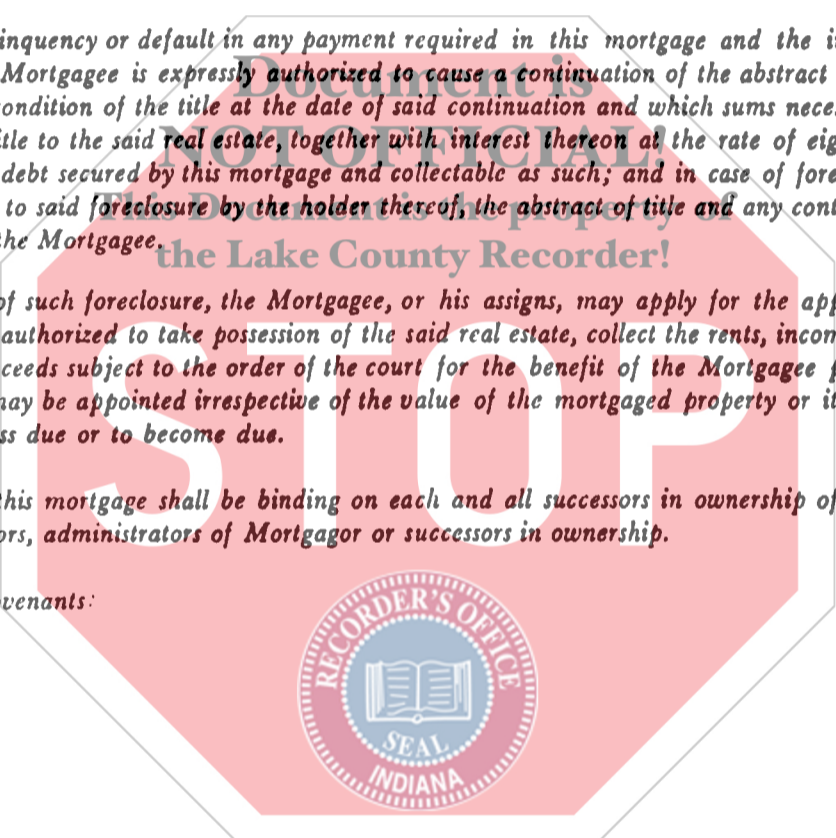 inquency or default in any payment required in this mortgage and the i
Mortgagee is expressly authorized to cause a continuation of the abstract
ondition of the title at the date of said continuation and which sums nece
tle to the said real estate, together with interest thereon at the rate of eig
debt secured by this mortgage and collectable as such; and in case of fore
to said foreclosure by the holder thereof, the abstract of title and any cont
he Mortgagee.
of such foreclosure, the Mortgagee, or his assigns, may apply for the app
authorized to take possession of the said real estate, collect the rents, incom
ceeds subject to the order of the court for the benefit of the Mortgagee
may be appointed irrespective of the value of the mortgaged property or it
ss due or to become due.
this mortgage shall be binding on each and all successors in ownership of
ors, administrators of Mortgagor or successors in ownership.
venants:
Document is
NOT OFFICIAL!
This Document is the property of
the Lake County Recorder!
STOP
RECORDER'S OFFICE
SEAL
INDIANA